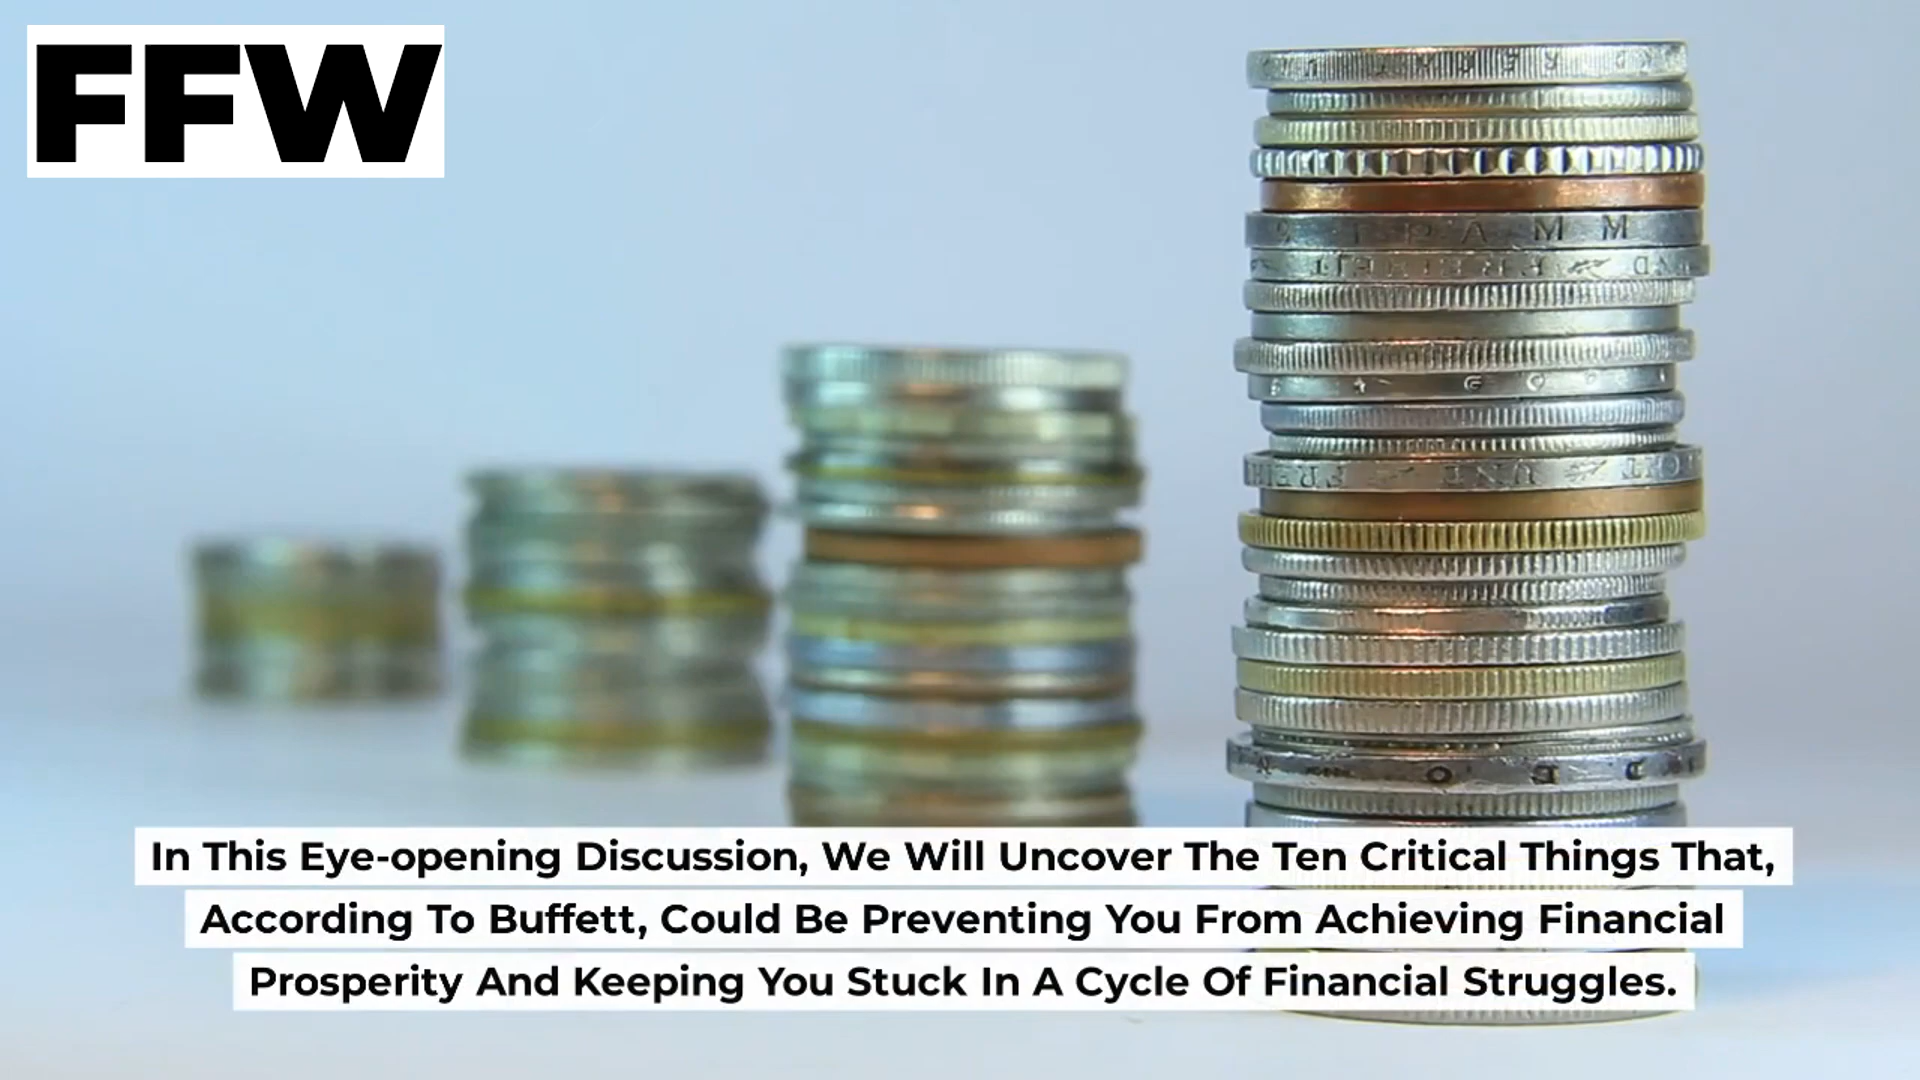 FFW
In This Eye-opening Discussion, We Will Uncover The Ten Critical Things That,
According To Buffett, Could Be Preventing You From Achieving Financial
Prosperity And Keeping You Stuck In A Cycle Of Financial Struggles.